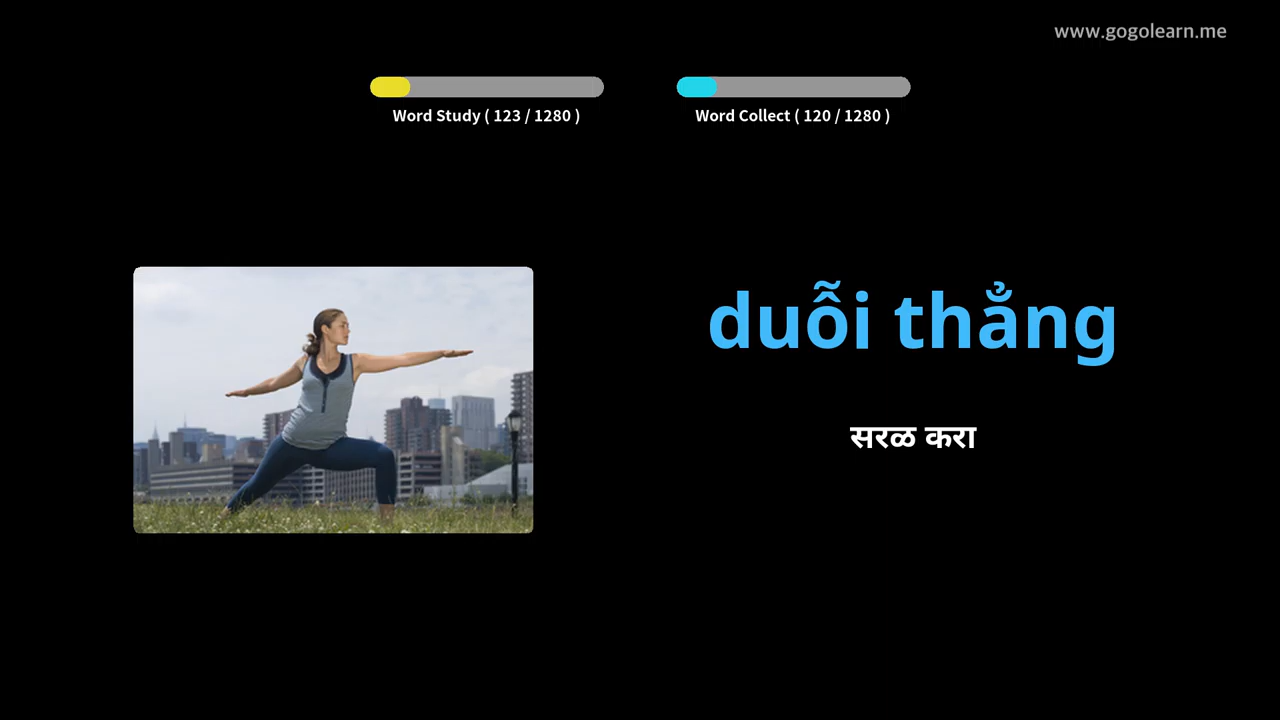 www.gogolearn.me
Word Study ( 123 / 1280 )
Word Collect ( 120 / 1280 )
duỗi thẳng
सरळ करा